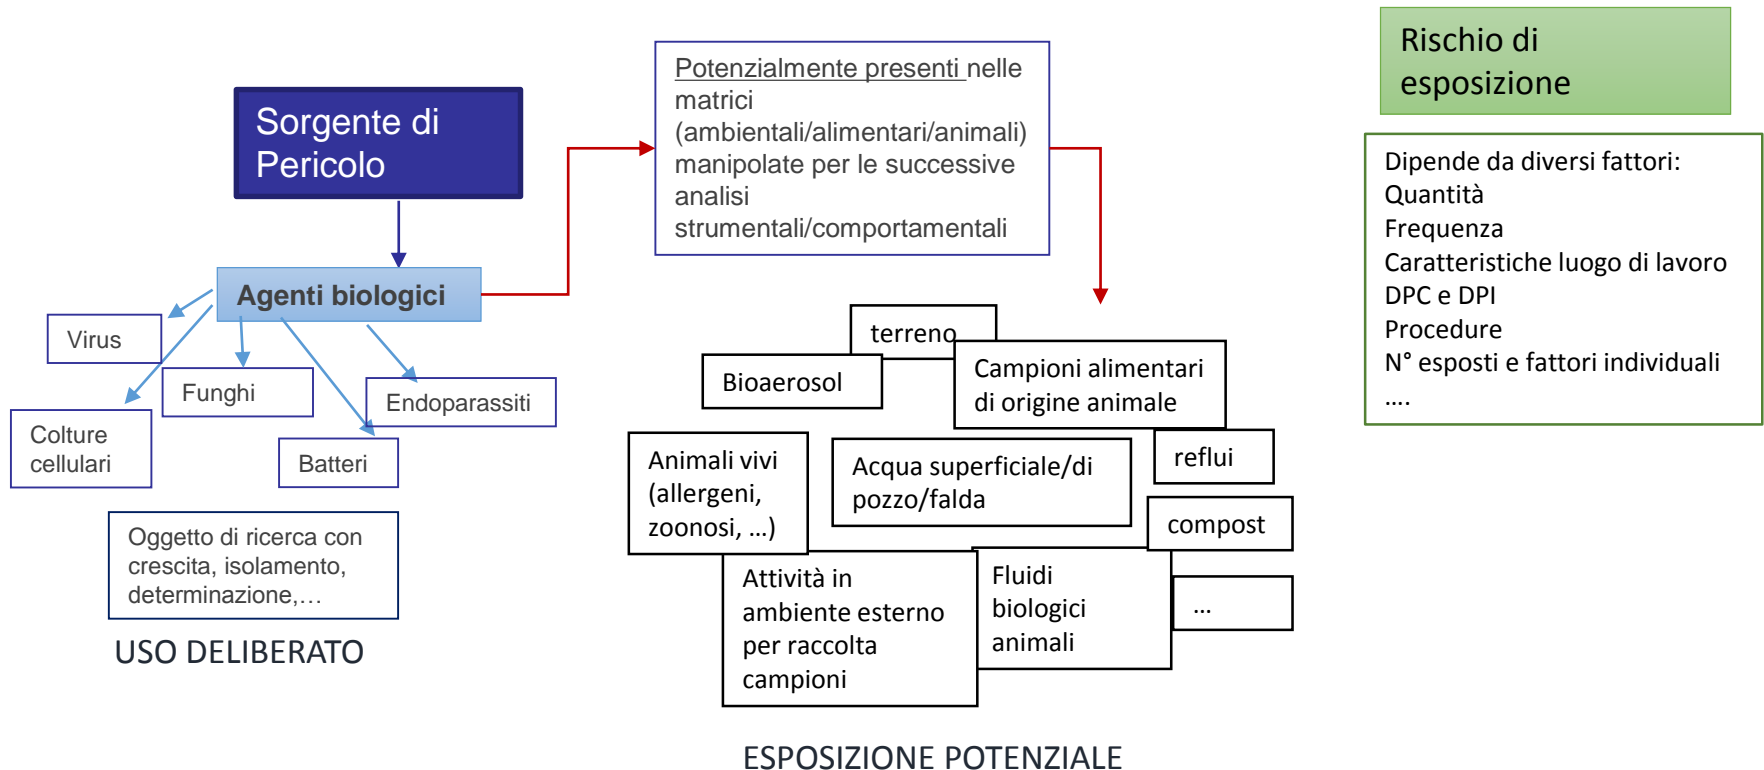 Sorgente di
Pericolo
Agenti biologici
Virus
Funghi
Endoparassiti
Colture
cellulari
Batteri
Oggetto di ricerca con
crescita, isolamento,
determinazione,…
USO DELIBERATO
Potenzialmente presenti nelle
matrici
(ambientali/alimentari/animali)
manipolate per le successive
analisi
strumentali/comportamentali
terreno
Bioaerosol
Campioni alimentari
di origine animale
Animali vivi
(allergeni,
zoonosi, …)
Acqua superficiale/di
pozzo/falda
reflui
compost
Attività in
ambiente esterno
per raccolta
campioni
Fluidi
biologici
animali
…
ESPOSIZIONE POTENZIALE
Rischio di
esposizione
Dipende da diversi fattori:
Quantità
Frequenza
Caratteristiche luogo di lavoro
DPC e DPI
Procedure
N° esposti e fattori individuali
….